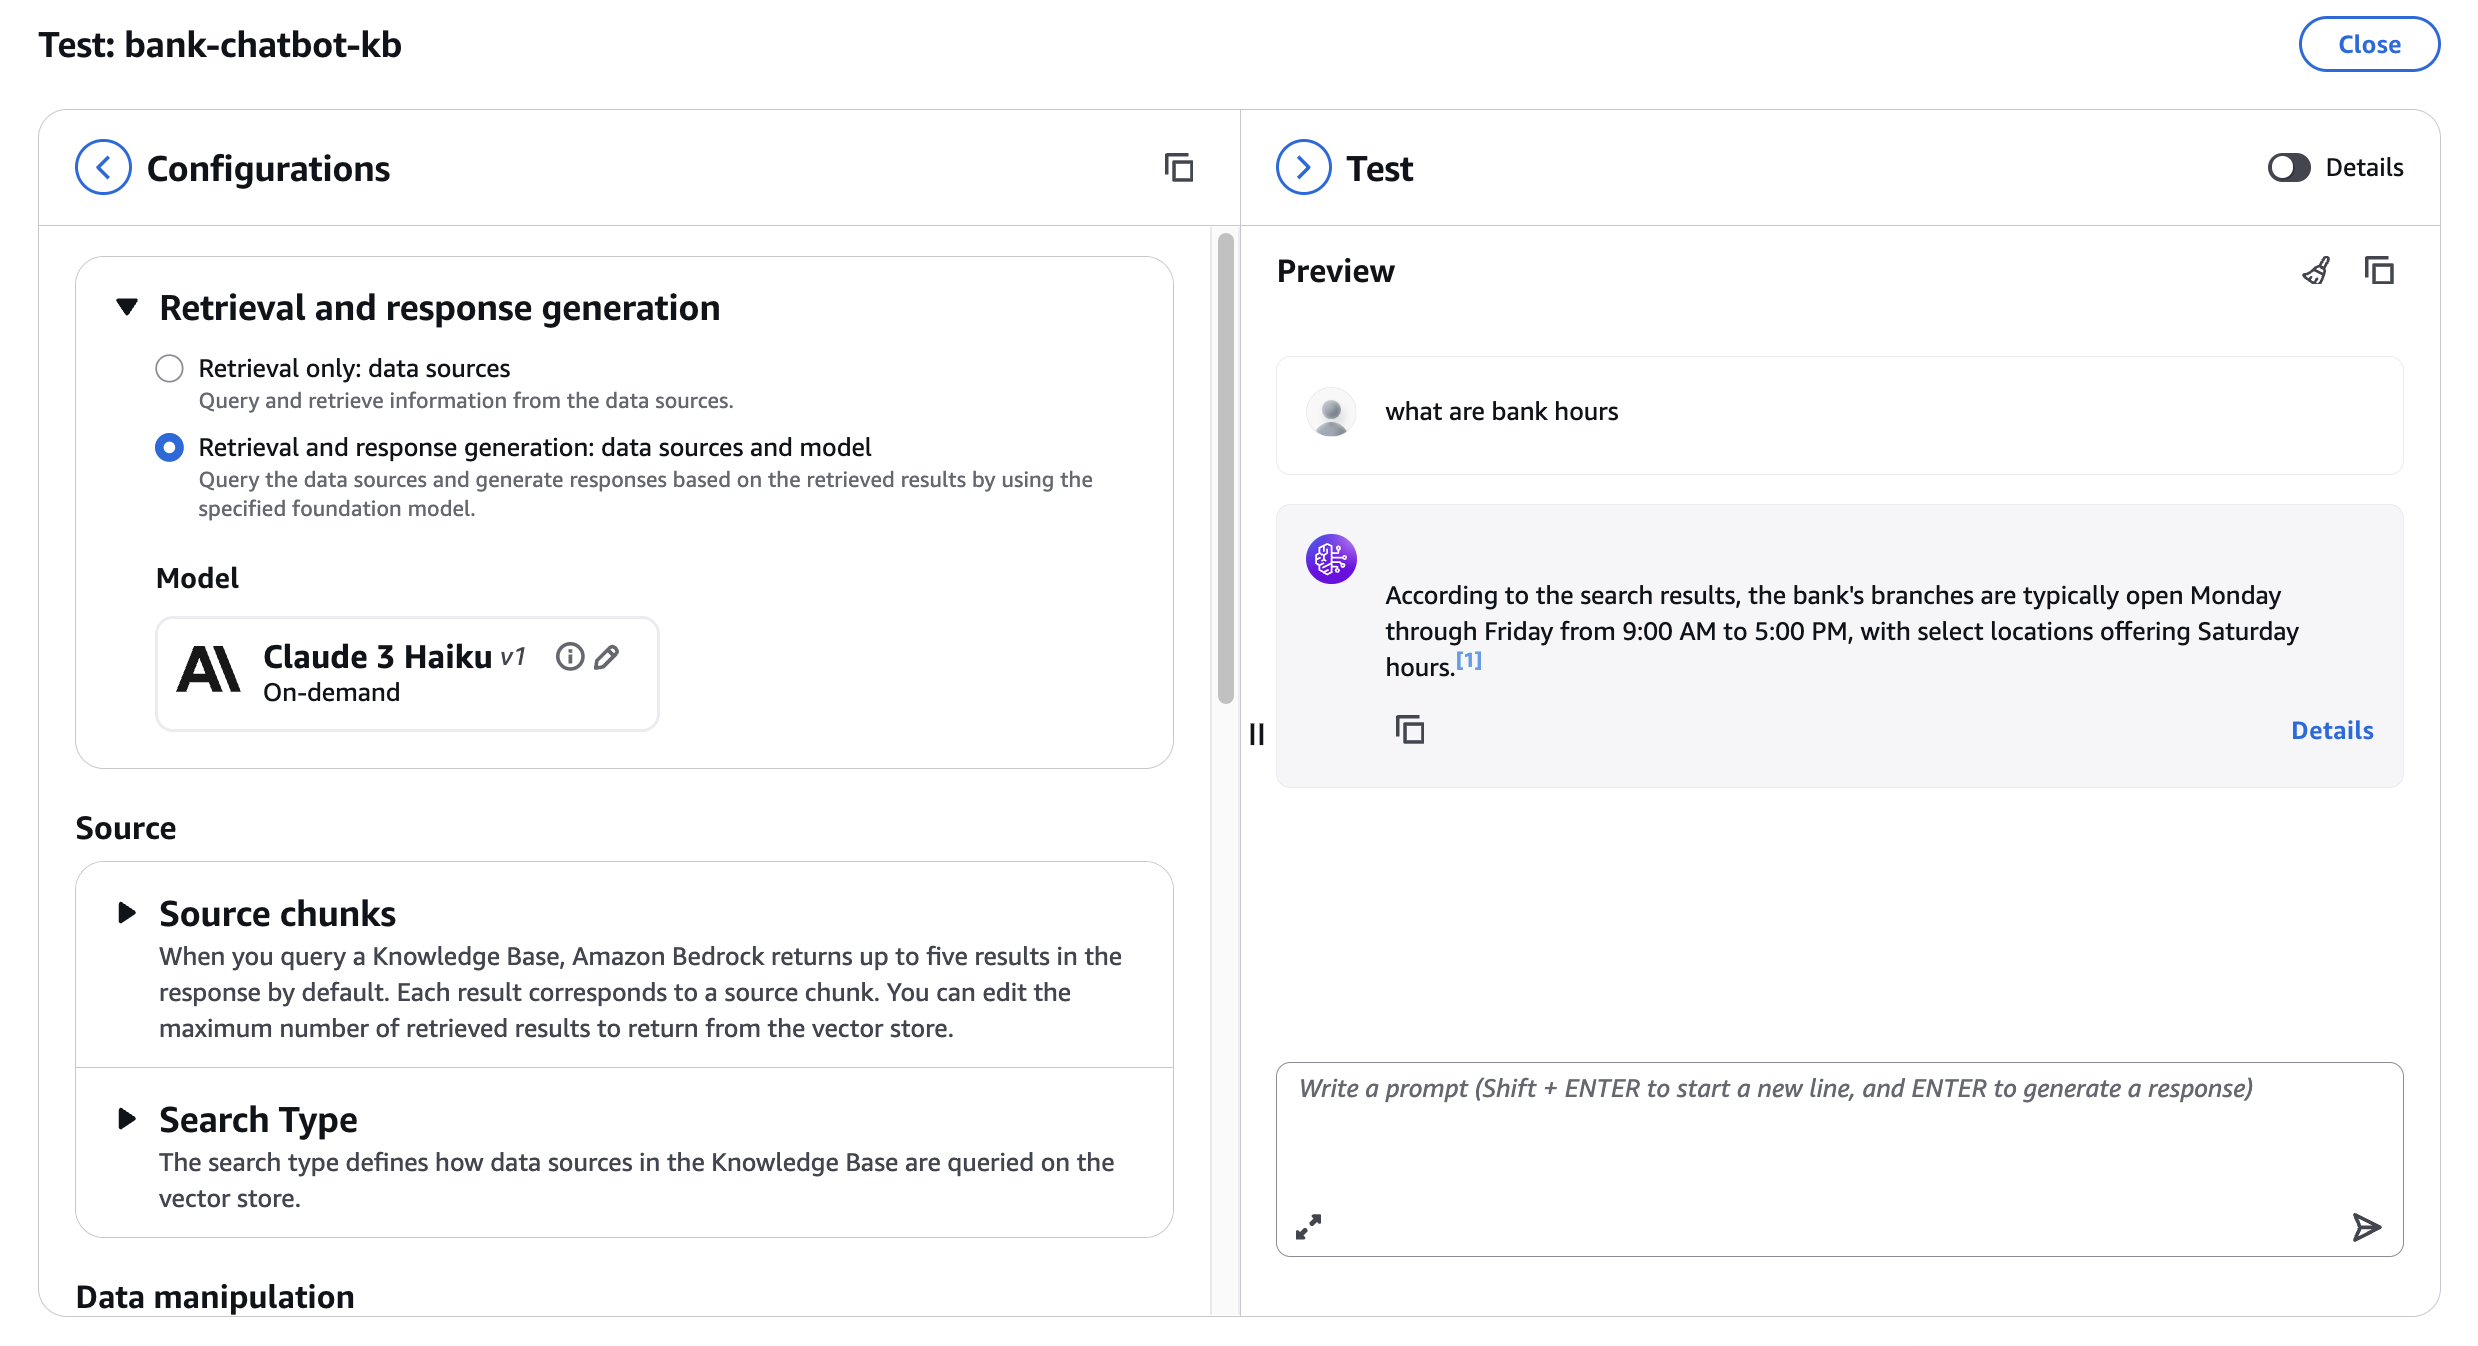 Test: bank-chatbot-kb
Close
Configurations
Retrieval and response generation
Retrieval only: data sources
Query and retrieve information from the data sources.
Retrieval and response generation: data sources and model
Query the data sources and generate responses based on the retrieved results by using the
specified foundation model.
Model
Claude 3 Haiku v1
On-demand
Source
Source chunks
When you query a Knowledge Base, Amazon Bedrock returns up to five results in the
response by default. Each result corresponds to a source chunk. You can edit the
maximum number of retrieved results to return from the vector store.
Search Type
The search type defines how data sources in the Knowledge Base are queried on the
vector store.
Data manipulation
Test
Details
Preview
what are bank hours
According to the search results, the bank's branches are typically open Monday
through Friday from 9:00 AM to 5:00 PM, with select locations offering Saturday
hours.[1]
Details
Write a prompt (Shift + ENTER to start a new line, and ENTER to generate a response)